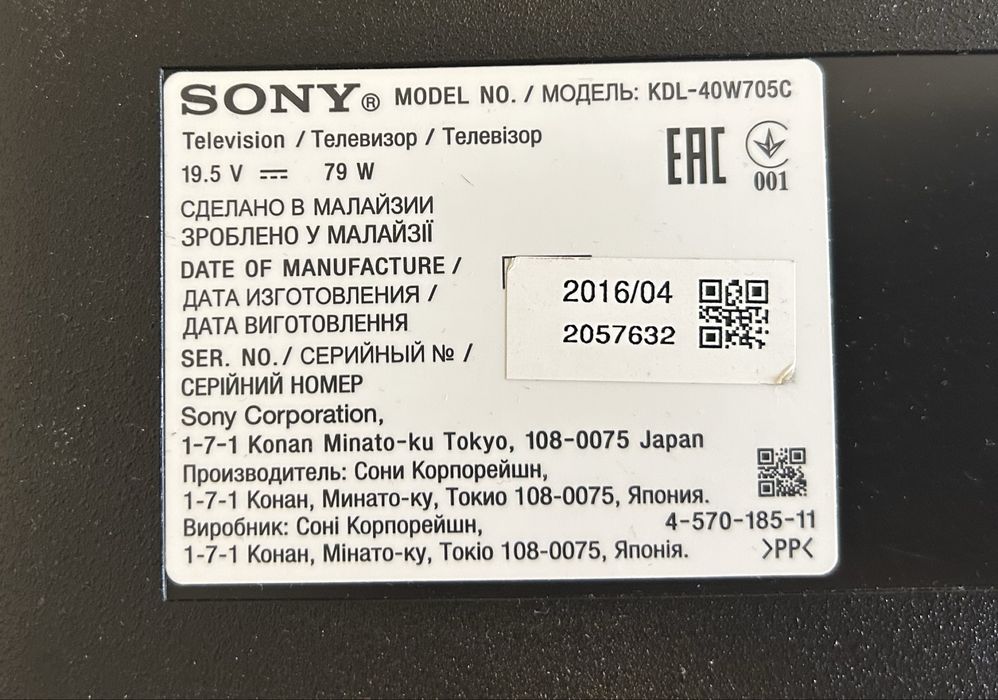 SONY® MODEL NO. / МОДЕЛЬ: KDL-40W705C
Television / Телевизор / Телевізор
19.5 V ⎓ 79 W
EAC
001
СДЕЛАНО В МАЛАЙЗИИ
ЗРОБЛЕНО У МАЛАЙЗІЇ
DATE OF MANUFACTURE /
ДАТА ИЗГОТОВЛЕНИЯ /
ДАТА ВИГОТОВЛЕННЯ
2016/04
2057632
SER. NO. / СЕРИЙНЫЙ № /
СЕРІЙНИЙ НОМЕР
Sony Corporation,
1-7-1 Konan Minato-ku Tokyo, 108-0075 Japan
Производитель: Сони Корпорейшн,
1-7-1 Конан, Минато-ку, Токио 108-0075, Япония.
Виробник: Соні Корпорейшн,
1-7-1 Конан, Мінато-ку, Токіо 108-0075, Японія.
4-570-185-11
>PP<